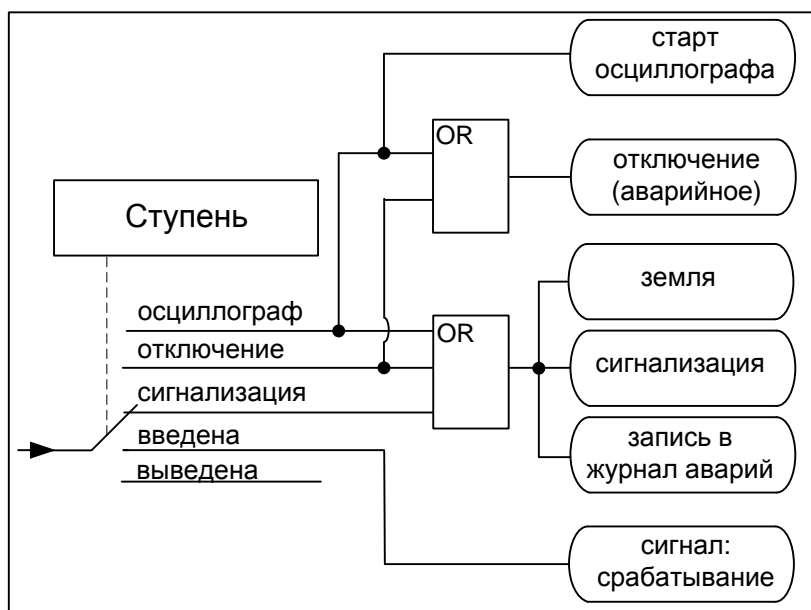 старт
осциллографа
OR
отключение
(аварийное)
Ступень
земля
осциллограф
OR
отключение
сигнализация
сигнализация
введена
запись в
журнал аварий
выведена
сигнал:
срабатывание